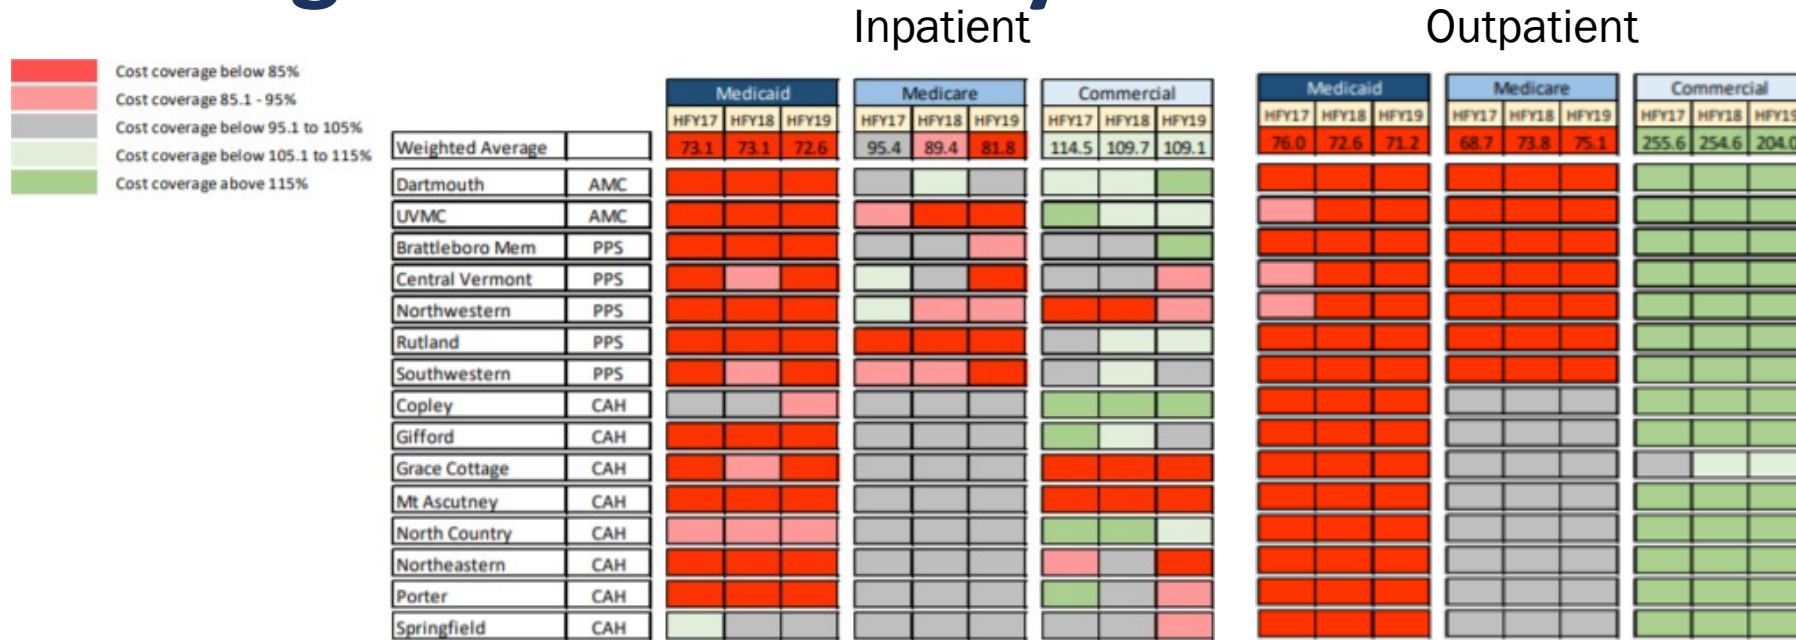 Inpatient
Outpatient
Cost coverage below 85%
Cost coverage 85.1 - 95%
Cost coverage below 95.1 to 105%
Cost coverage below 105.1 to 115%
Cost coverage above 115%
Medicaid Medicare Commercial Medicaid Medicare Commercial
HFY17 HFY18 HFY19 HFY17 HFY18 HFY19 HFY17 HFY18 HFY19 HFY17 HFY18 HFY19 HFY17 HFY18 HFY19 HFY17 HFY18 HFY19
Weighted Average 73.1 73.1 72.6 95.4 89.4 81.8 114.5 109.7 109.1 76.0 72.6 71.2 68.7 73.8 75.1 255.6 254.6 204.0
Dartmouth AMC
UVMC AMC
Brattleboro Mem PPS
Central Vermont PPS
Northwestern PPS
Rutland PPS
Southwestern PPS
Copley CAH
Gifford CAH
Grace Cottage CAH
Mt Ascutney CAH
North Country CAH
Northeastern CAH
Porter CAH
Springfield CAH